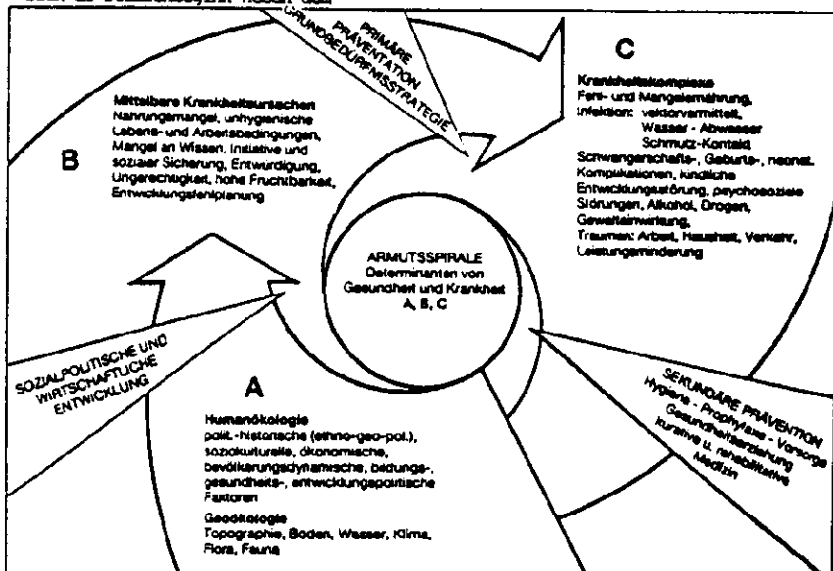 PRIMÄRE
PRÄVENTATION
GRUNDBEDÜRFNISSTRATEGIE
C
Krankheitskomplexe
Fehl- und Mangelernährung,
Infektion: vektorvermittelt,
Wasser - Abwasser
Schmutz-Kontakt
Schwangerschafts-, Geburts-, neonat.
Komplikationen, kindliche
Entwicklungsstörung, psychosoziale
Störungen, Alkohol, Drogen,
Gewalteinwirkung,
Traumen: Arbeit, Haushalt, Verkehr,
Leistungsminderung
B
Mittelbare Krankheitsursachen
Nahrungsmangel, unhygienische
Lebens- und Arbeitsbedingungen,
Mangel an Wissen, Initiative und
sozialer Sicherung, Entwürdigung,
Ungerechtigkeit, hohe Fruchtbarkeit,
Entwicklungsfehlplanung
ARMUTSSPIRALE
Determinanten von
Gesundheit und Krankheit
A, B, C
SOZIALPOLITISCHE UND
WIRTSCHAFTLICHE
ENTWICKLUNG
A
Humanökologie
polit.-historische (ethno-geo-pol.),
soziokulturelle, ökonomische,
bevölkerungsdynamische, bildungs-,
gesundheits-, entwicklungspolitische
Faktoren
Geoökologie
Topographie, Boden, Wasser, Klima,
Flora, Fauna
SEKUNDÄRE PRÄVENTION
Hygiene - Prophylaxe - Vorsorge
Gesundheitserziehung
kurative u. rehabilitative
Medizin